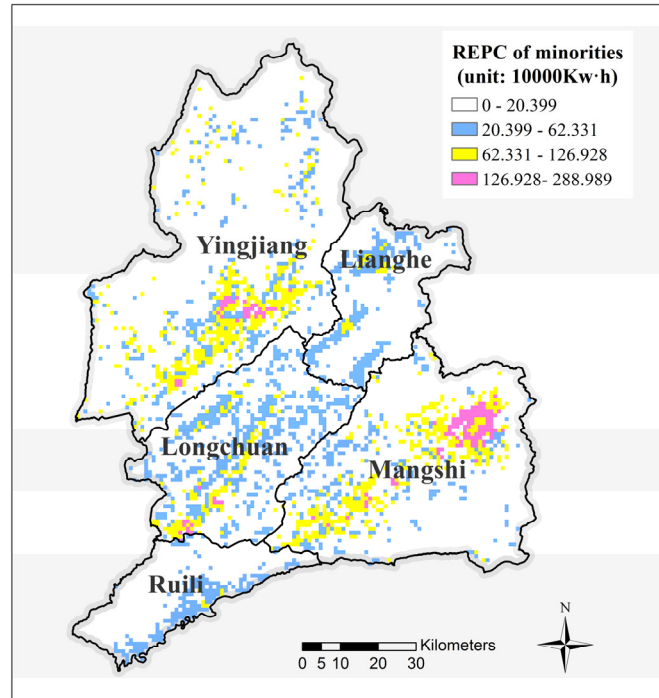 REPC of minorities
(unit: 10000Kw·h)
0 - 20.399
20.399 - 62.331
62.331 - 126.928
126.928- 288.989
Yingjiang
Lianghe
Longchuan
Mangshi
Ruili
N
Kilometers
0 5 10 20 30